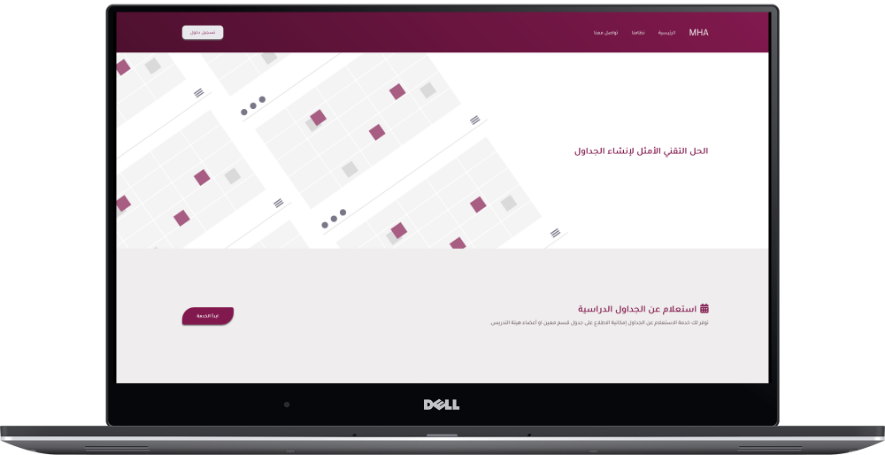 MHA
الرئيسية
نظامنا
تواصل معنا
تسجيل دخول
الحل التقني الأمثل لإنشاء الجداول
استعلام عن الجداول الدراسية
توفر لك خدمة الاستعلام عن الجداول إمكانية الاطلاع على جدول قسم معين او اعضاء هيئة التدريس
ابدأ الخدمة
DELL